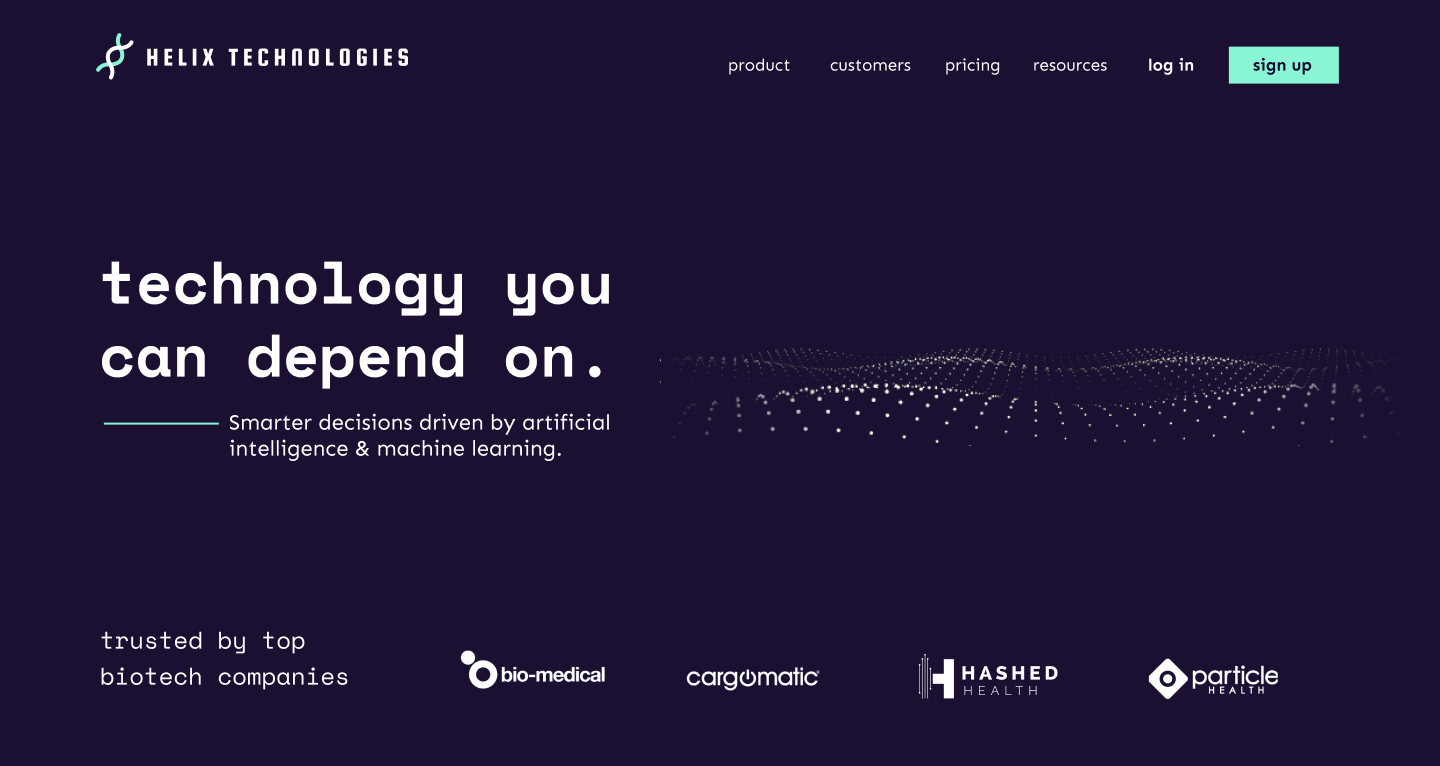 HELIX TECHNOLOGIES
product customers pricing resources log in sign up
technology you
can depend on.
Smarter decisions driven by artificial
intelligence & machine learning.
trusted by top
biotech companies
bio-medical
cargomatic
HASHED
HEALTH
particle
HEALTH